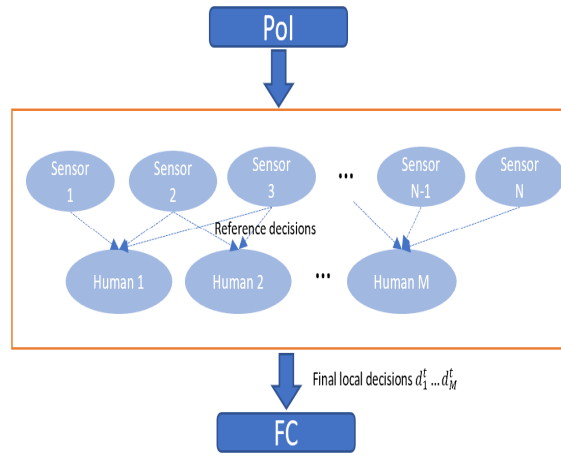 PoI
Sensor 1
Sensor 2
Sensor 3
...
Sensor N-1
Sensor N
Reference decisions
Human 1
Human 2
...
Human M
Final local decisions $d_1^t \ldots d_M^t$
FC